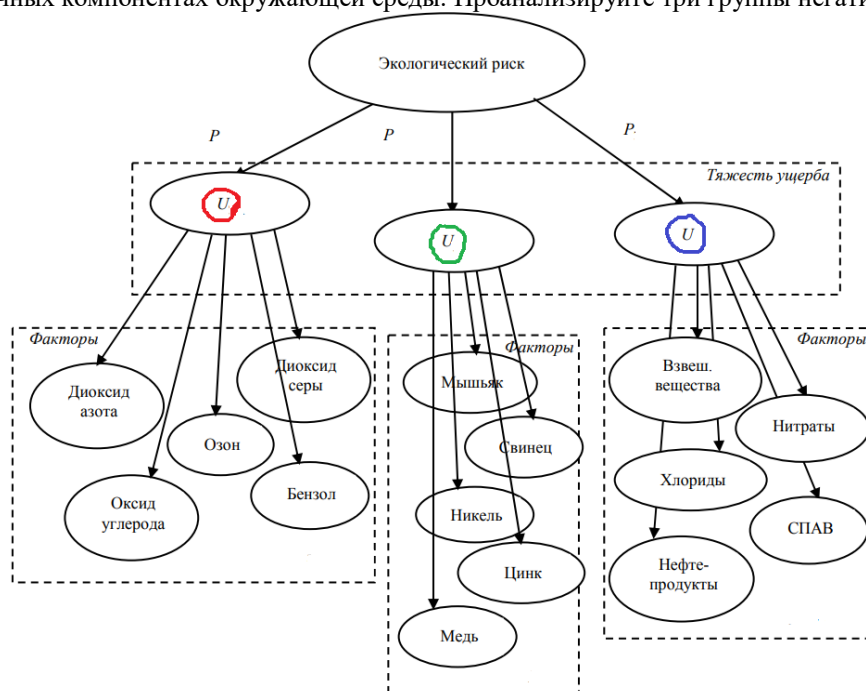 чных компонентах окружающей среды. Проанализируйте три группы негати
Экологический риск
P
P
P
Тяжесть ущерба
U
U
U
Факторы
Факторы
Факторы
Диоксид
азота
Диоксид
серы
Озон
Оксид
углерода
Бензол
Мышьяк
Свинец
Никель
Цинк
Медь
Взвеш.
вещества
Нитраты
Хлориды
СПАВ
Нефте-
продукты